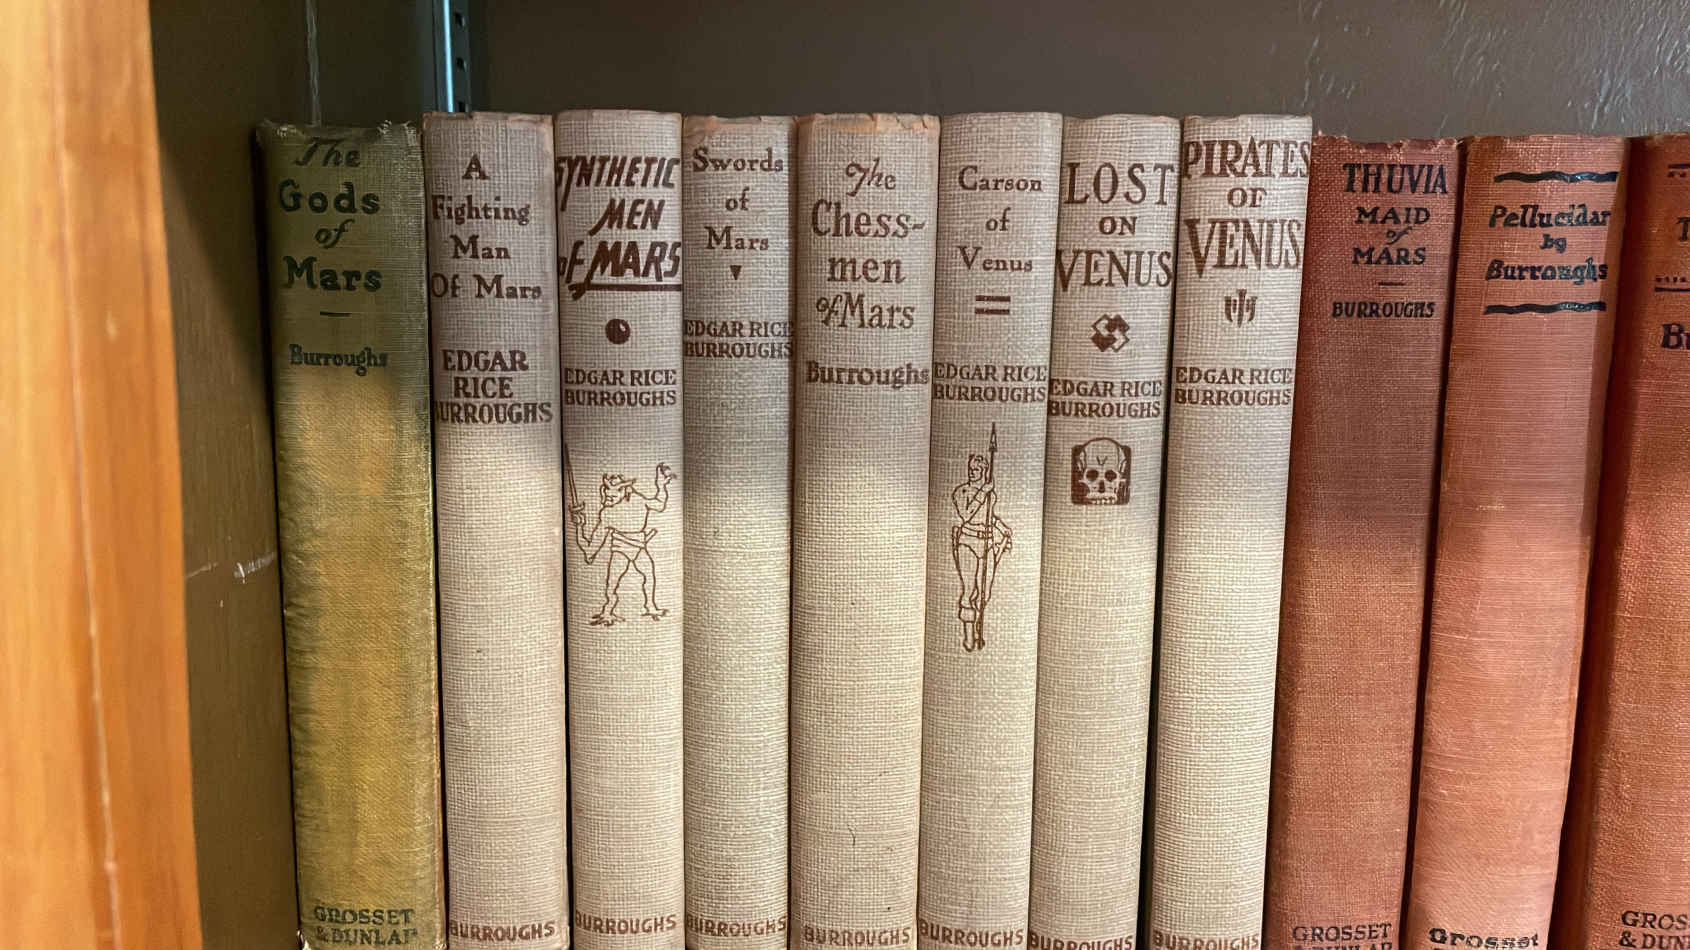 The
Gods
of
Mars
Burroughs
GROSSET
& DUNLAP
A
Fighting
Man
Of Mars
EDGAR
RICE
BURROUGHS
BURROUGHS
SYNTHETIC
MEN
OF MARS
EDGAR RICE
BURROUGHS
BURROUGHS
Swords
of
Mars
EDGAR RICE
BURROUGHS
BURROUGHS
The
Chess-
men
of Mars
Burroughs
BURROUGHS
Carson
of
Venus
EDGAR RICE
BURROUGHS
BURROUGHS
LOST
ON
VENUS
EDGAR RICE
BURROUGHS
BURROUGHS
PIRATES
OF
VENUS
EDGAR RICE
BURROUGHS
BURROUGHS
THUVIA
MAID
of
MARS
BURROUGHS
GROSSET
& DUNLAP
Pellucidar
by
Burroughs
Grosset